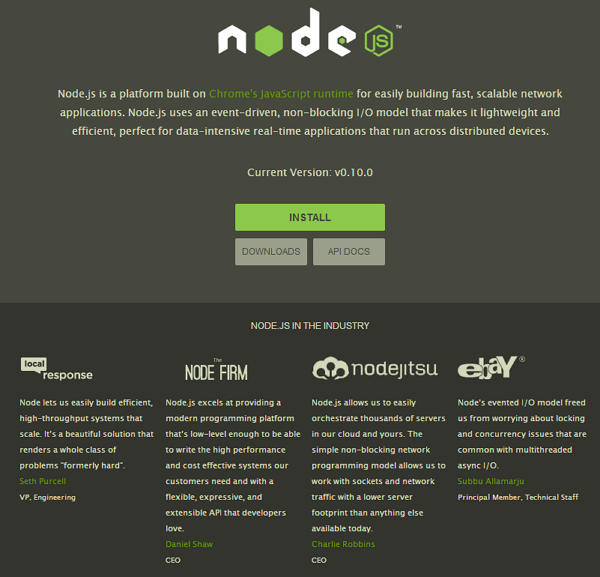 node JS ™
Node.js is a platform built on Chrome's JavaScript runtime for easily building fast, scalable network
applications. Node.js uses an event-driven, non-blocking I/O model that makes it lightweight and
efficient, perfect for data-intensive real-time applications that run across distributed devices.
Current Version: v0.10.0
INSTALL
DOWNLOADS
API DOCS
NODE.JS IN THE INDUSTRY
local
response
Node lets us easily build efficient,
high-throughput systems that
scale. It's a beautiful solution that
renders a whole class of
problems "formerly hard".
Seth Purcell
VP, Engineering
The
NODE FIRM
Node.js excels at providing a
modern programming platform
that's low-level enough to be able
to write the high performance
and cost effective systems our
customers need and with a
flexible, expressive, and
extensible API that developers
love.
Daniel Shaw
CEO
nodejitsu
Node.js allows us to easily
orchestrate thousands of servers
in our cloud and yours. The
simple non-blocking network
programming model allows us to
work with sockets and network
traffic with a lower server
footprint than anything else
available today.
Charlie Robbins
CEO
ebaY ®
Node's evented I/O model freed
us from worrying about locking
and concurrency issues that are
common with multithreaded
async I/O.
Subbu Allamarju
Principal Member, Technical Staff